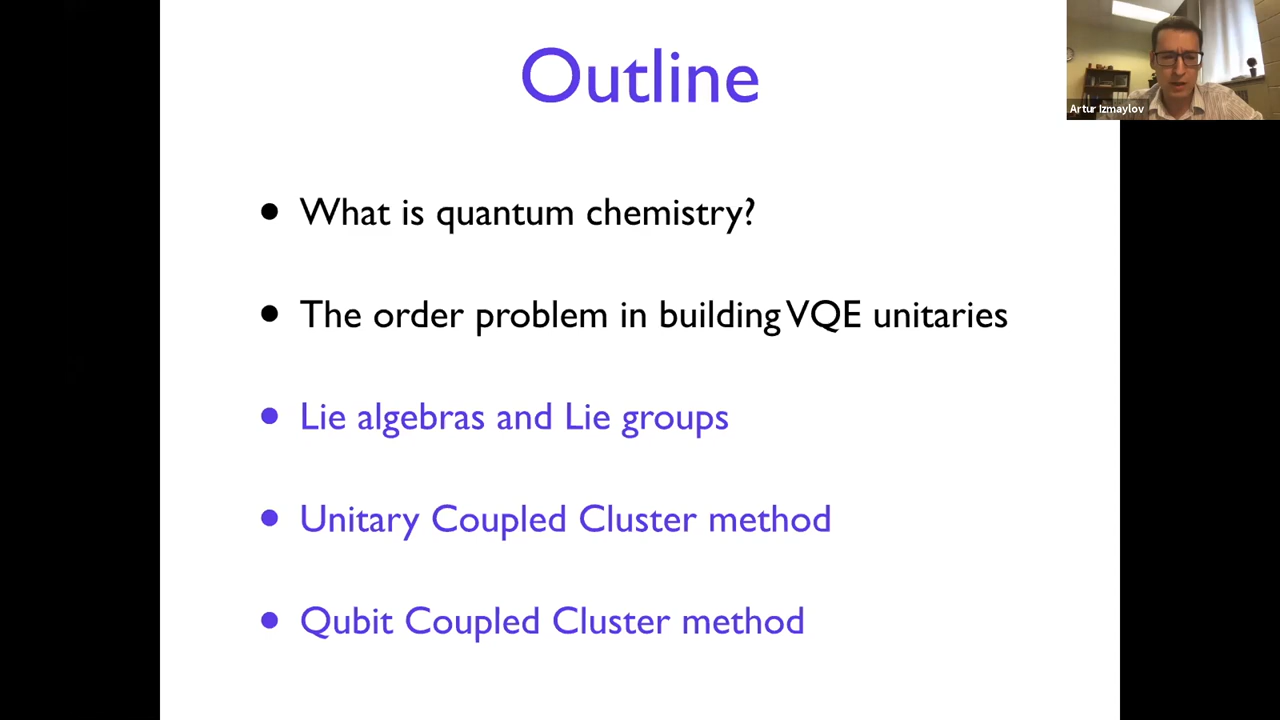 Outline
Artur Izmaylov
• What is quantum chemistry?
• The order problem in building VQE unitaries
• Lie algebras and Lie groups
• Unitary Coupled Cluster method
• Qubit Coupled Cluster method